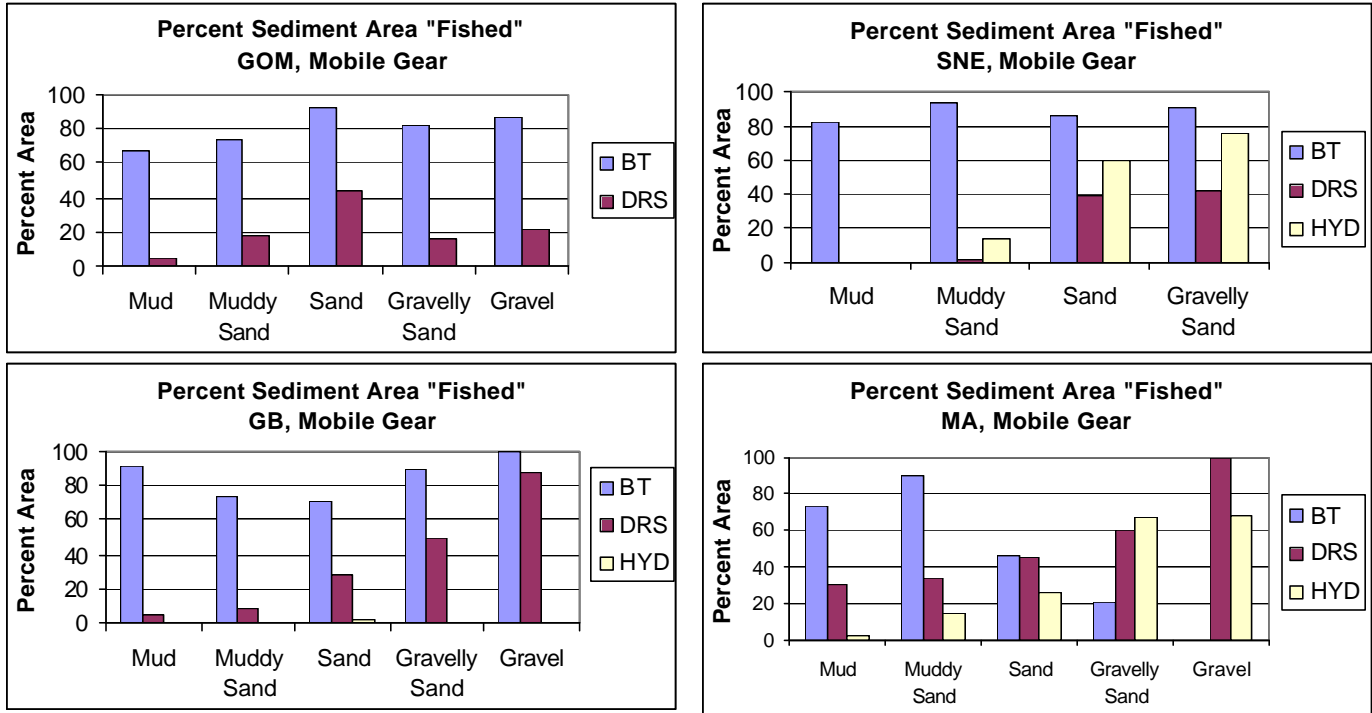 Percent Sediment Area "Fished"
GOM, Mobile Gear
Percent Area
100
80
60
40
20
0
Mud
Muddy Sand
Sand
Gravelly Sand
Gravel
BT
DRS
Percent Sediment Area "Fished"
SNE, Mobile Gear
Percent Area
100
80
60
40
20
0
Mud
Muddy Sand
Sand
Gravelly Sand
BT
DRS
HYD
Percent Sediment Area "Fished"
GB, Mobile Gear
Percent Area
100
80
60
40
20
0
Mud
Muddy Sand
Sand
Gravelly Sand
Gravel
BT
DRS
HYD
Percent Sediment Area "Fished"
MA, Mobile Gear
Percent Area
100
80
60
40
20
0
Mud
Muddy Sand
Sand
Gravelly Sand
Gravel
BT
DRS
HYD